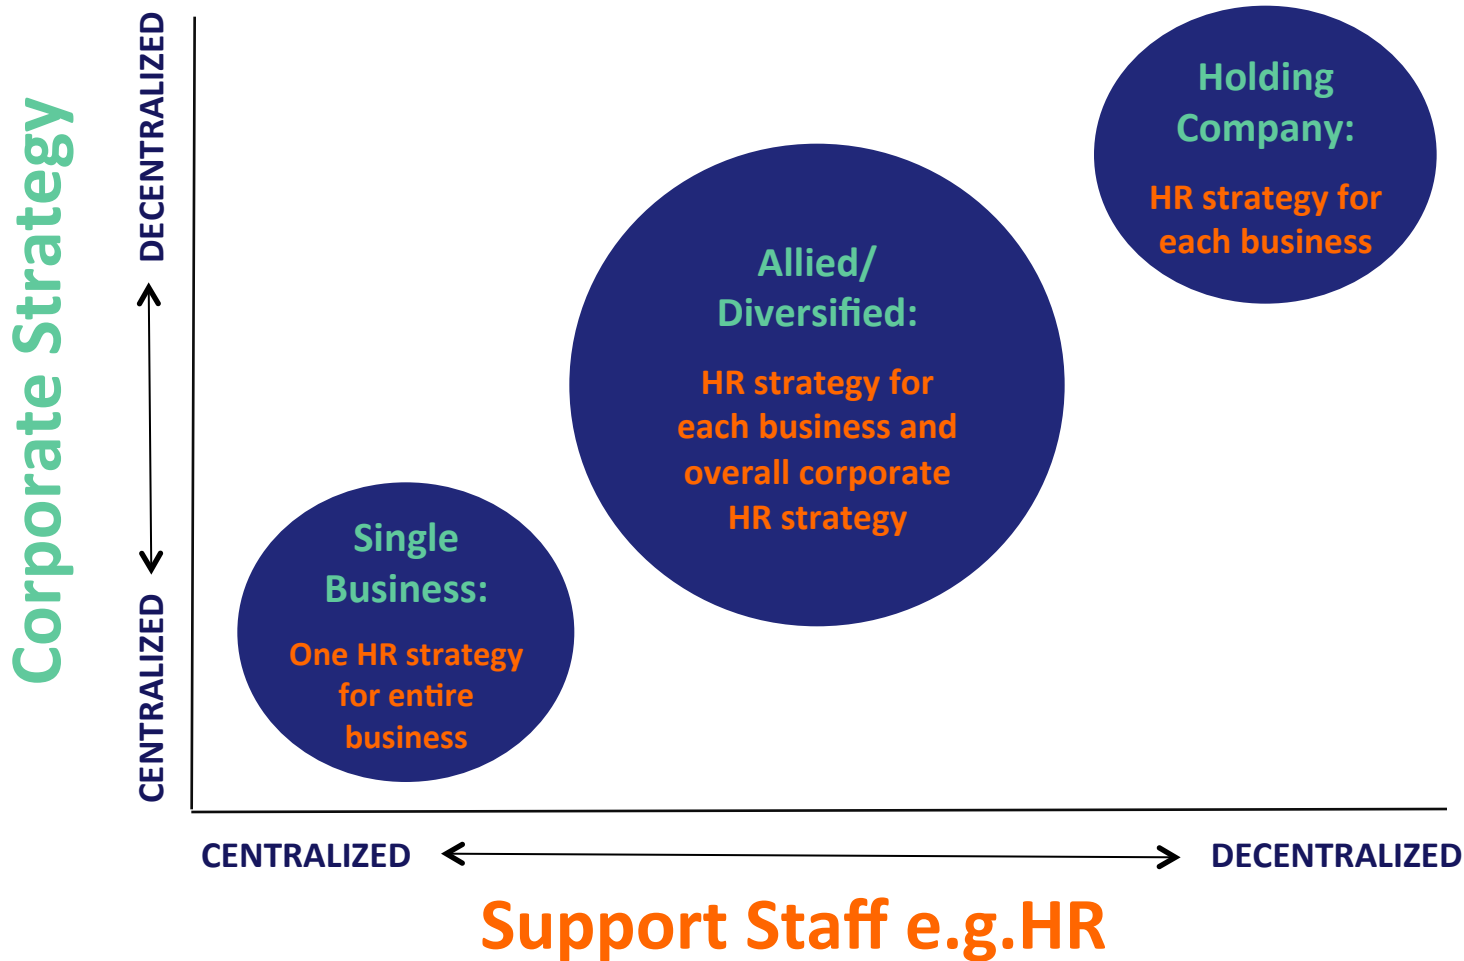 Corporate Strategy
DECENTRALIZED
CENTRALIZED
Holding
Company:
HR strategy for
each business
Allied/
Diversified:
HR strategy for
each business and
overall corporate
HR strategy
Single
Business:
One HR strategy
for entire
business
CENTRALIZED
DECENTRALIZED
Support Staff e.g.HR